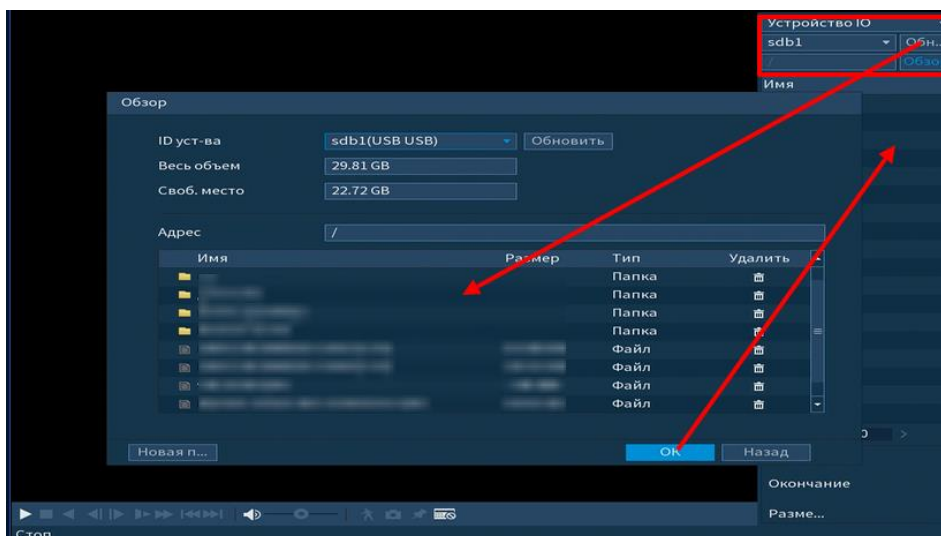 Устройство IO
sdb1 Обн...
/ Обзо
Имя
Обзор
ID уст-ва sdb1(USB USB) Обновить
Весь объем 29.81 GB
Своб. место 22.72 GB
Адрес /
Имя Размер Тип Удалить
Папка
Папка
Папка
Папка
Файл
Файл
Файл
Файл
Новая п... OK Назад
0 >
Окончание
Разме...
Стоп